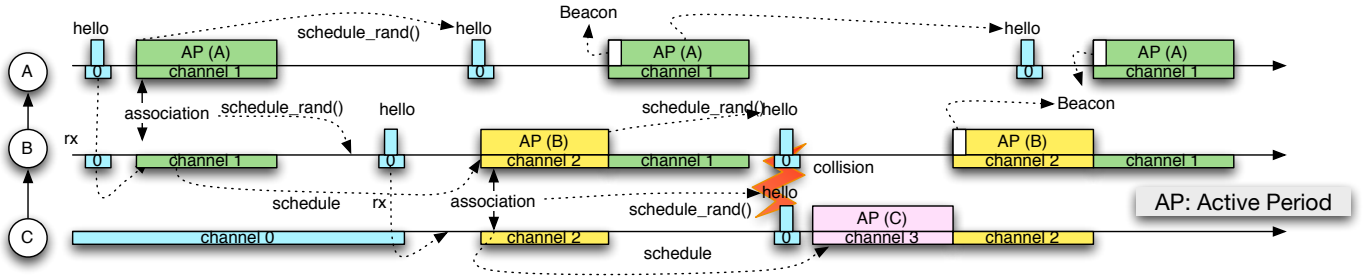 hello
schedule_rand()
hello
Beacon
hello
AP (A)
AP (A)
AP (A)
A
0
channel 1
0
channel 1
0
channel 1
association
schedule_rand()
hello
schedule_rand()
hello
Beacon
rx
B
AP (B)
AP (B)
0
channel 1
0
channel 2
channel 1
0
collision
channel 2
channel 1
schedule
rx
association
hello
schedule_rand()
AP: Active Period
C
AP (C)
channel 0
channel 2
0
channel 3
channel 2
schedule